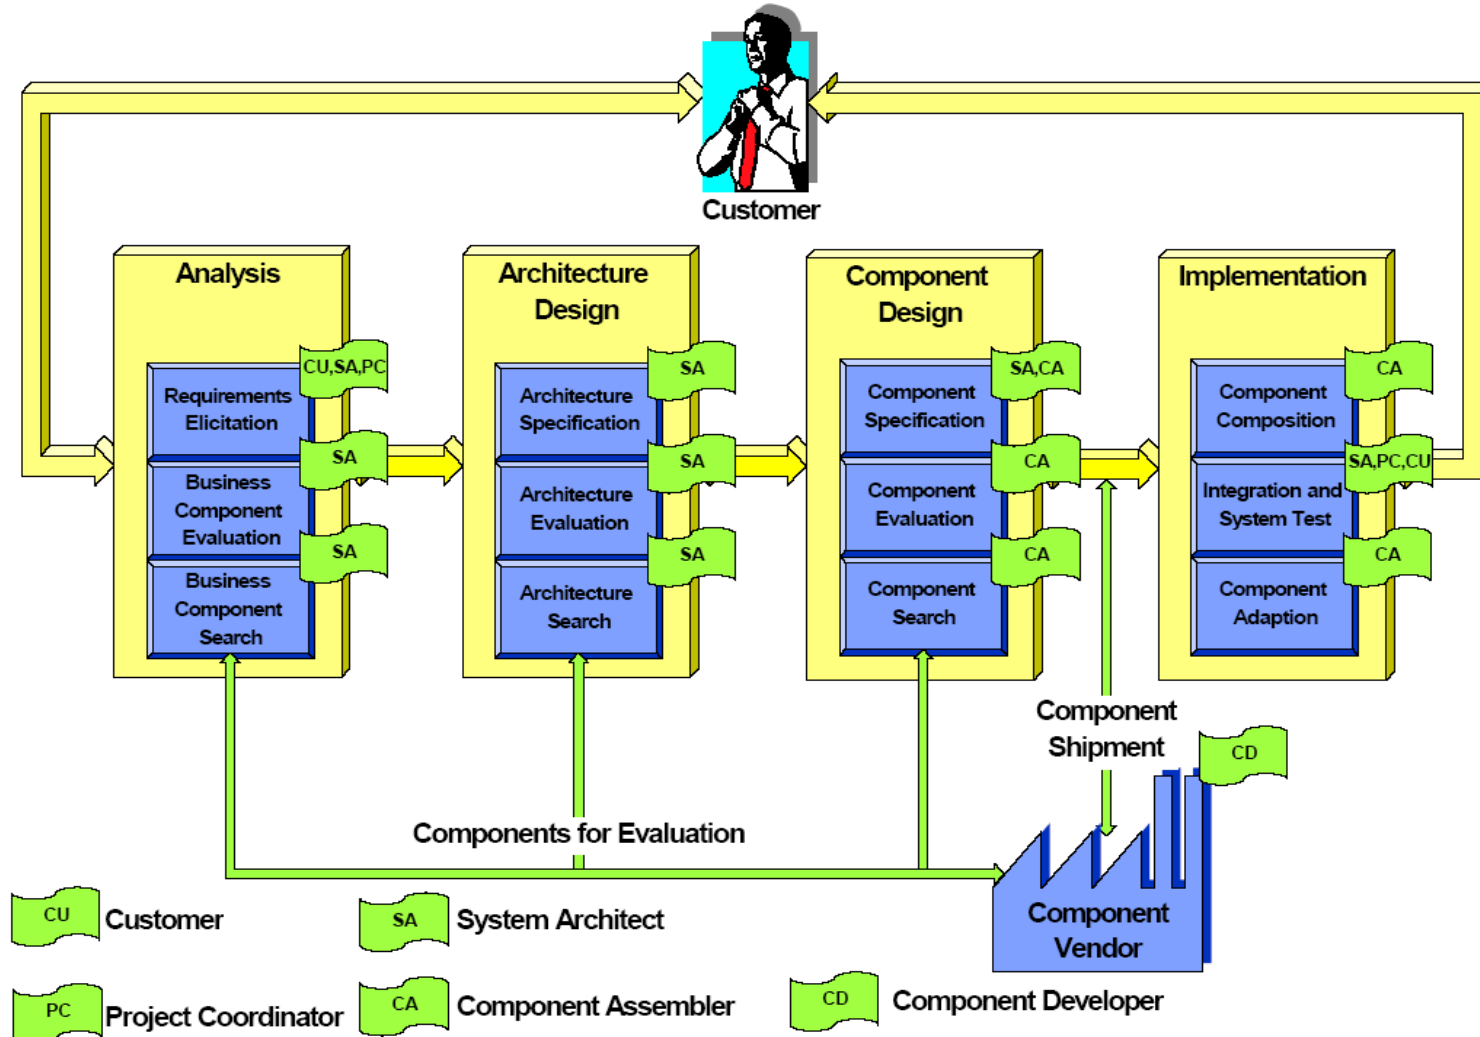 Customer
Analysis
CU,SA,PC
Requirements
Elicitation
SA
Business
Component
Evaluation
SA
Business
Component
Search
Architecture
Design
SA
Architecture
Specification
SA
Architecture
Evaluation
SA
Architecture
Search
Component
Design
SA,CA
Component
Specification
CA
Component
Evaluation
CA
Component
Search
Implementation
CA
Component
Composition
SA,PC,CU
Integration and
System Test
CA
Component
Adaption
Component
Shipment
CD
Components for Evaluation
Component
Vendor
CU
Customer
SA
System Architect
PC
Project Coordinator
CA
Component Assembler
CD
Component Developer